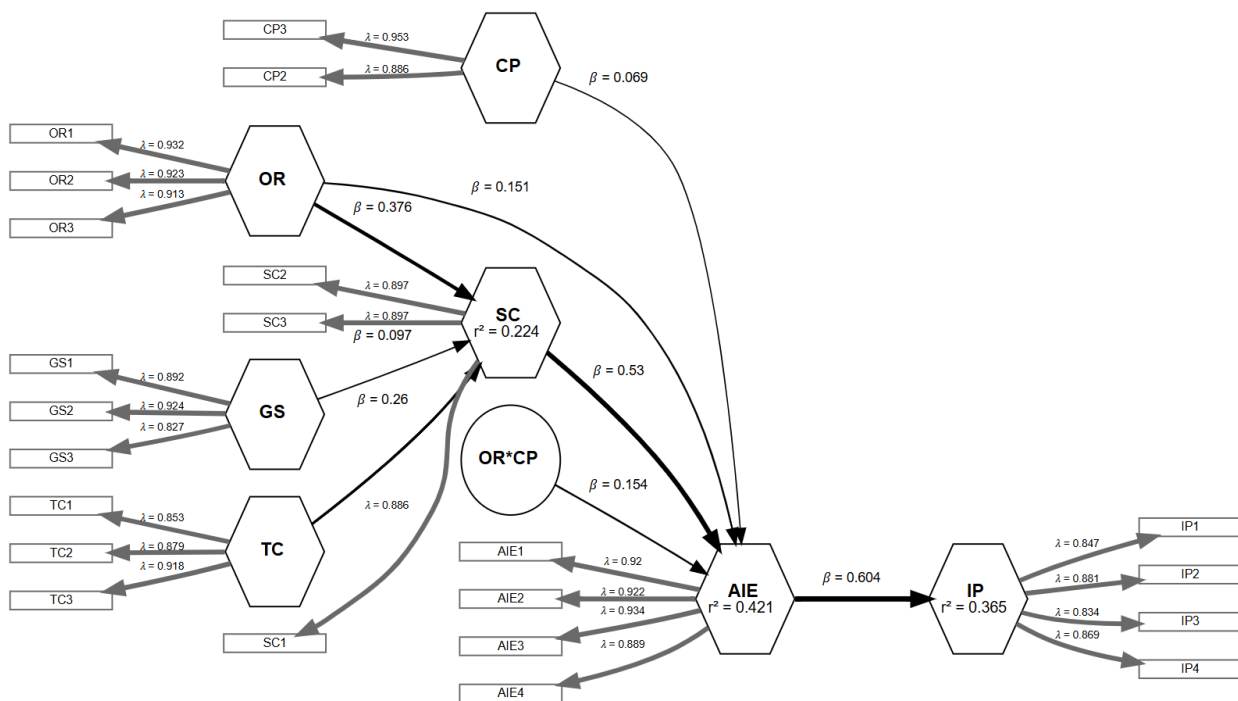 CP3
λ = 0.953
CP
CP2
λ = 0.886
β = 0.069
OR1
λ = 0.932
OR2
λ = 0.923
OR
OR3
λ = 0.913
β = 0.151
β = 0.376
SC2
λ = 0.897
SC3
λ = 0.897
SC
r² = 0.224
β = 0.097
GS1
λ = 0.892
GS2
λ = 0.924
GS
GS3
λ = 0.827
β = 0.26
β = 0.53
OR*CP
β = 0.154
TC1
λ = 0.853
TC2
λ = 0.879
TC
TC3
λ = 0.918
λ = 0.886
SC1
AIE1
λ = 0.92
AIE2
λ = 0.922
AIE3
λ = 0.934
AIE4
λ = 0.889
AIE
r² = 0.421
β = 0.604
IP
r² = 0.365
λ = 0.847
IP1
λ = 0.881
IP2
λ = 0.834
IP3
λ = 0.869
IP4